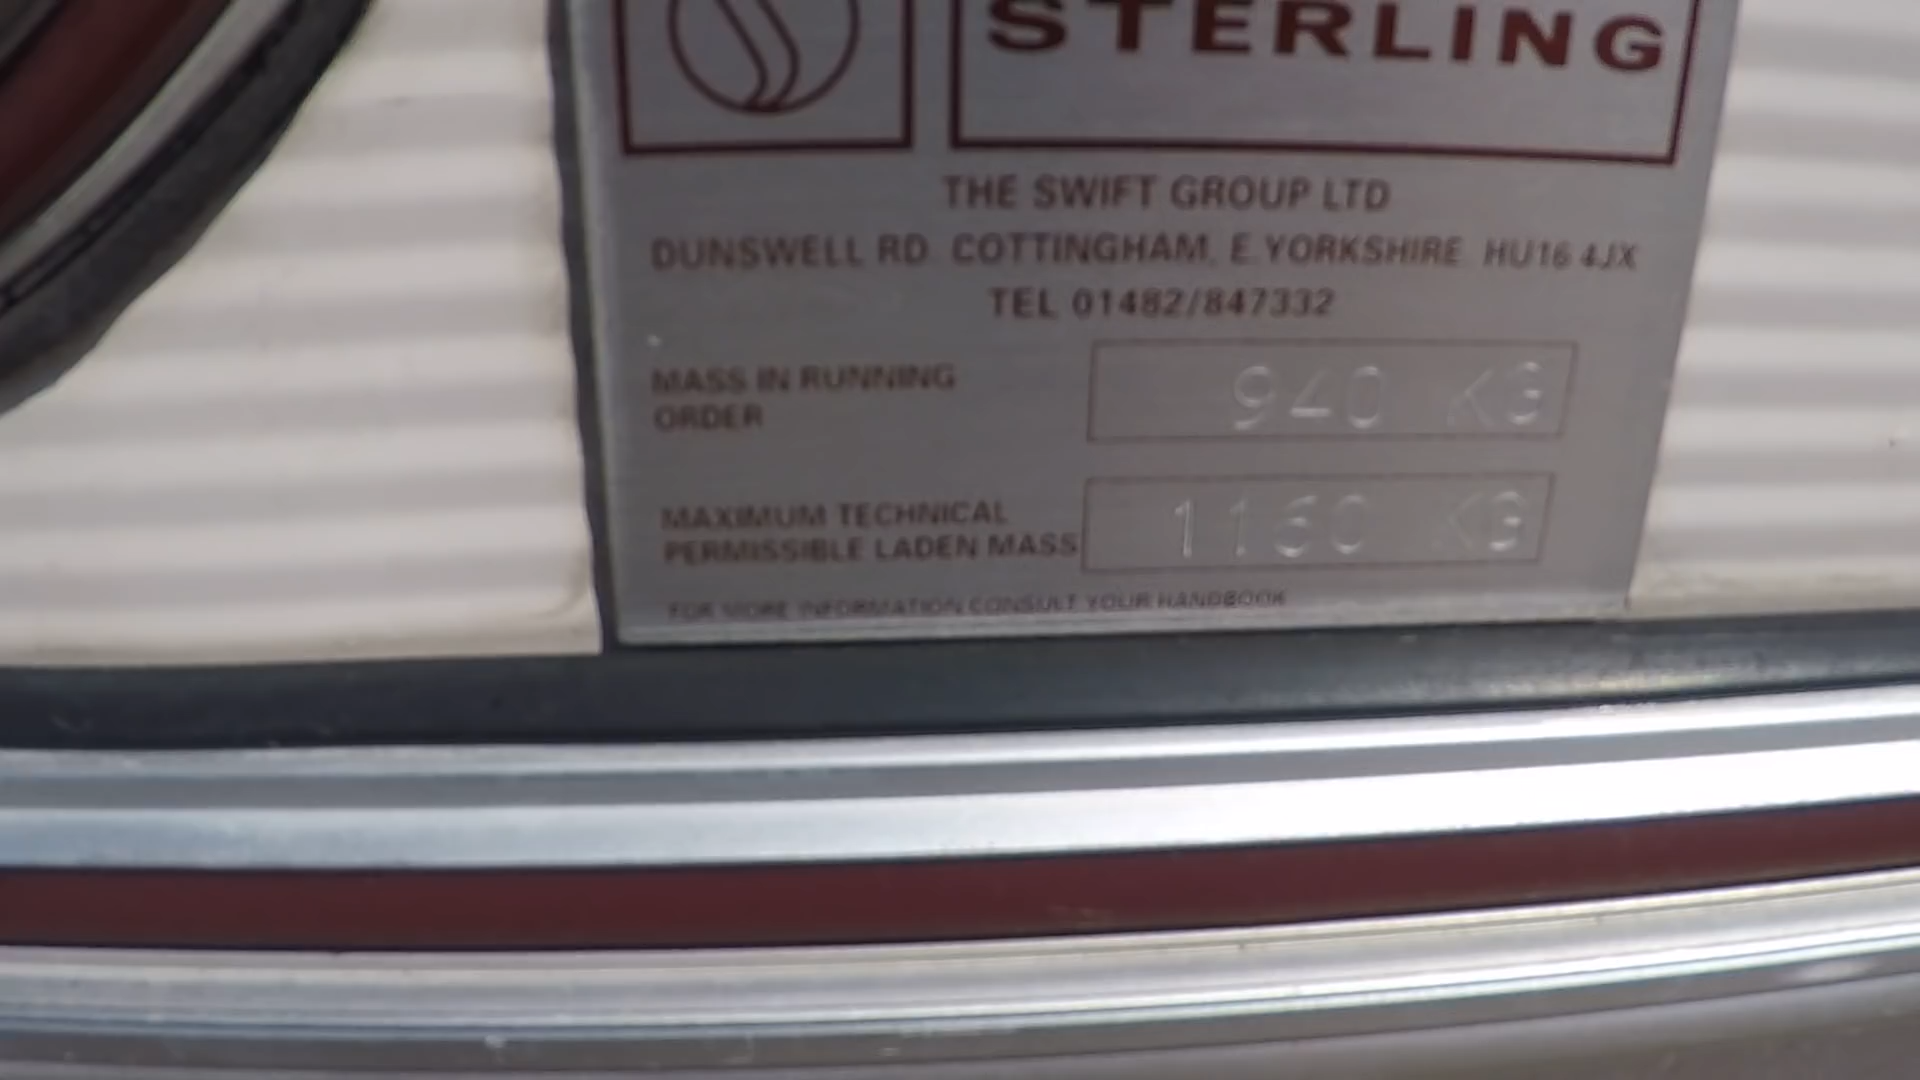 STERLING
THE SWIFT GROUP LTD
DUNSWELL RD. COTTINGHAM, E.YORKSHIRE. HU16 4JX
TEL 01482/847332
MASS IN RUNNING
ORDER
940 KG
MAXIMUM TECHNICAL
PERMISSIBLE LADEN MASS
1160 KG
FOR MORE INFORMATION CONSULT YOUR HANDBOOK